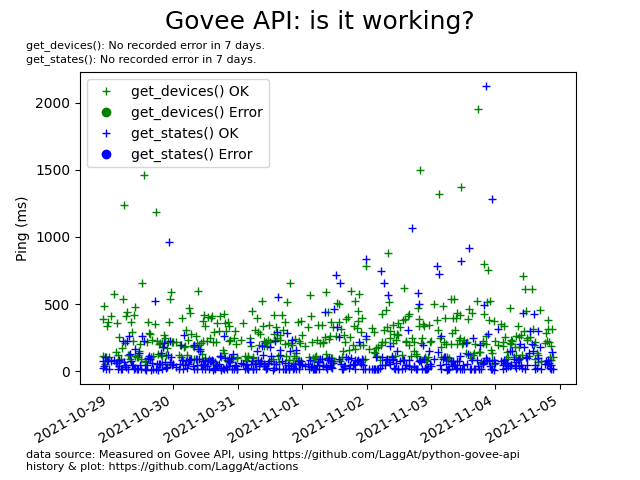 Govee API: is it working?
get_devices(): No recorded error in 7 days.
get_states(): No recorded error in 7 days.
get_devices() OK
get_devices() Error
get_states() OK
get_states() Error
Ping (ms)
2000
1500
1000
500
0
2021-10-29
2021-10-30
2021-10-31
2021-11-01
2021-11-02
2021-11-03
2021-11-04
2021-11-05
data source: Measured on Govee API, using https://github.com/LaggAt/python-govee-api
history & plot: https://github.com/LaggAt/actions